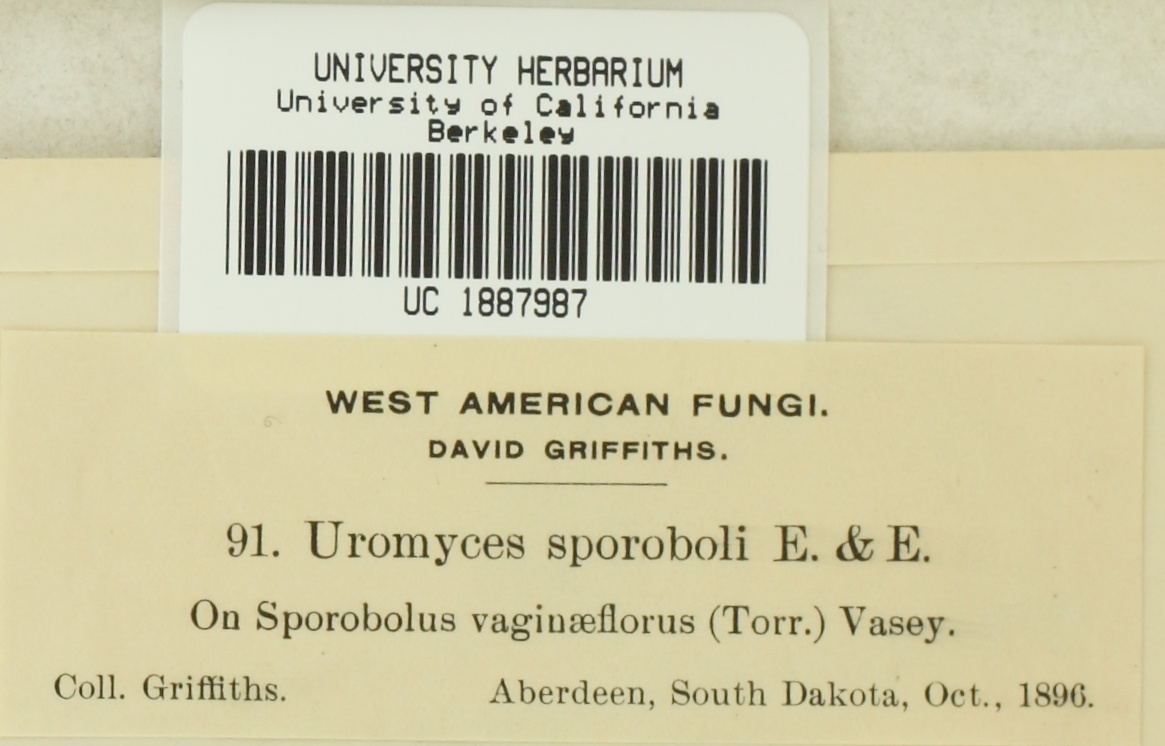 UNIVERSITY HERBARIUM
University of California
Berkeley
UC 1887987
WEST AMERICAN FUNGI.
DAVID GRIFFITHS.
91. Uromyces sporoboli E. & E.
On Sporobolus vaginæflorus (Torr.) Vasey.
Coll. Griffiths. Aberdeen, South Dakota, Oct., 1896.